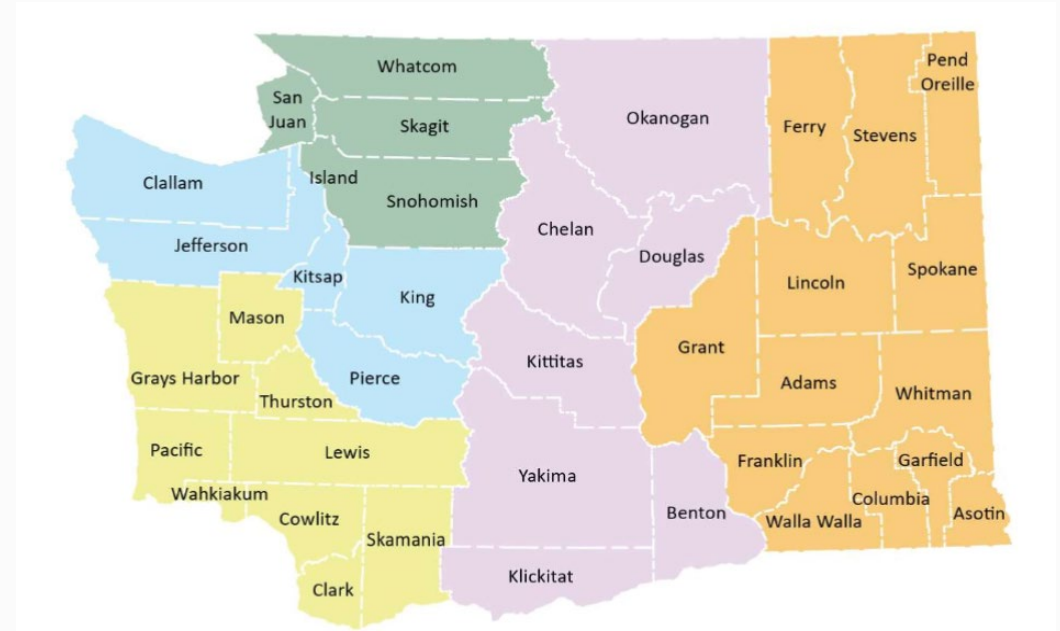 Whatcom
San
Juan
Skagit
Island
Snohomish
Clallam
Jefferson
Kitsap
King
Pierce
Mason
Grays Harbor
Thurston
Pacific
Lewis
Wahkiakum
Cowlitz
Skamania
Clark
Okanogan
Chelan
Douglas
Kittitas
Yakima
Benton
Klickitat
Pend
Oreille
Ferry
Stevens
Lincoln
Spokane
Grant
Adams
Whitman
Franklin
Garfield
Columbia
Walla Walla
Asotin